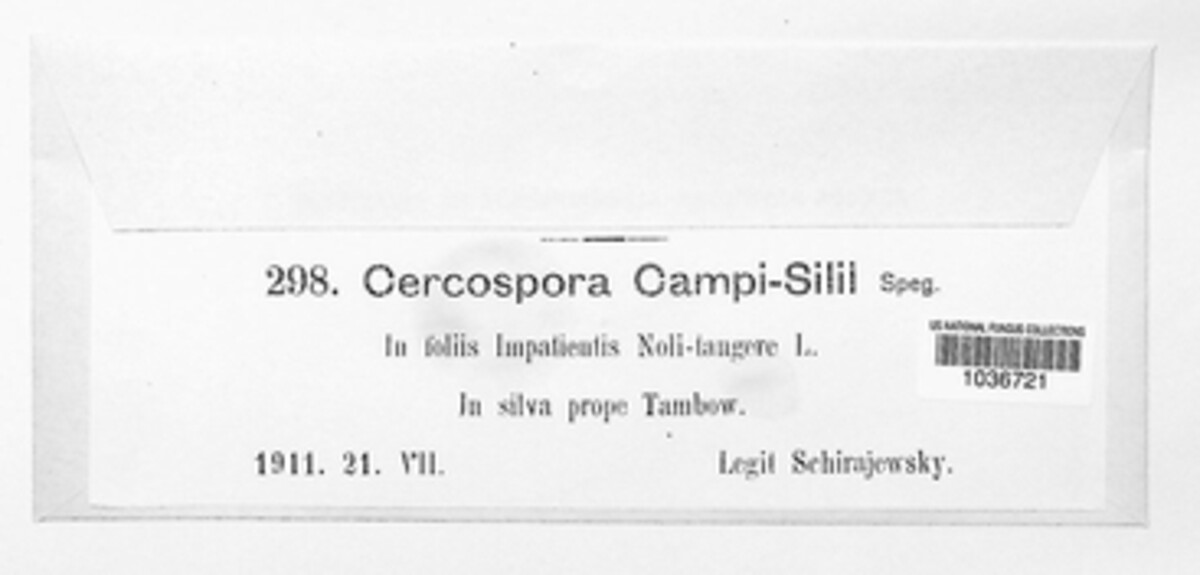 298. Cercospora Campi-Silil Speg.
In foliis Impatientis Noli-tangere L.
US NATIONAL FUNGUS COLLECTIONS
1036721
In silva prope Tambow.
1911. 21. VII.
Legit Schirajewsky.